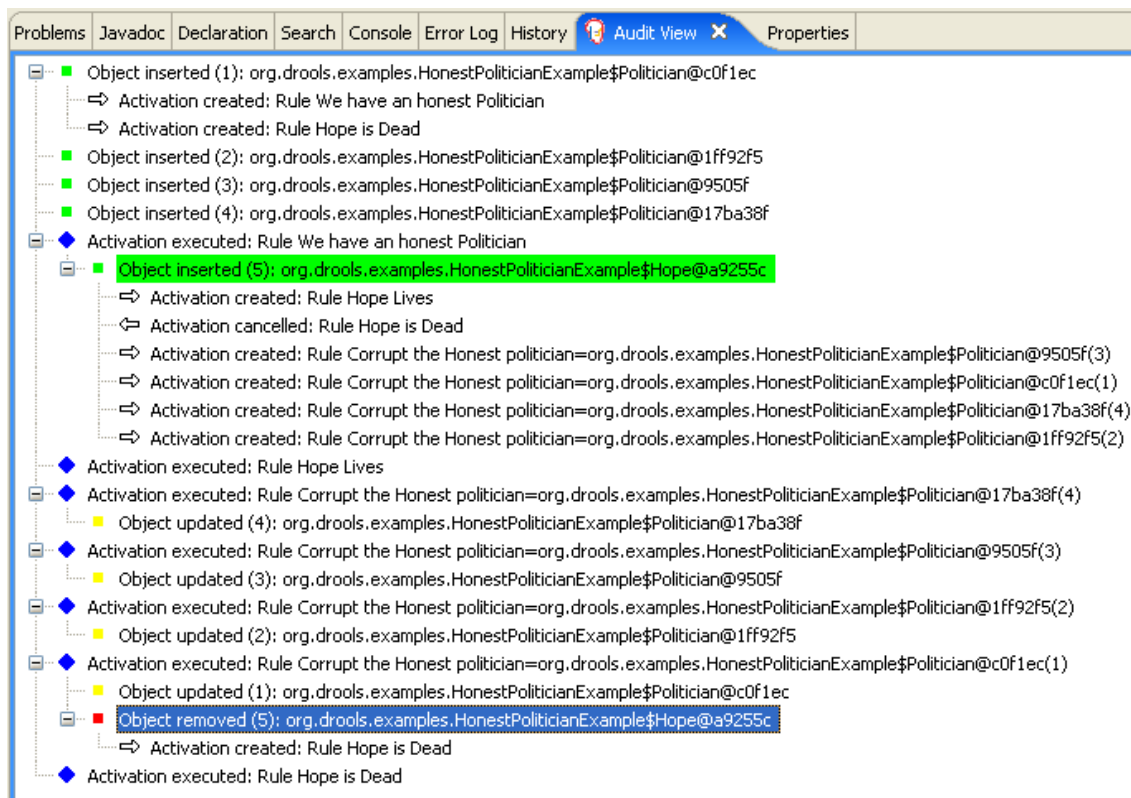 Problems Javadoc Declaration Search Console Error Log History Audit View Properties
Object inserted (1): org.drools.examples.HonestPoliticianExample$Politician@c0f1ec
Activation created: Rule We have an honest Politician
Activation created: Rule Hope is Dead
Object inserted (2): org.drools.examples.HonestPoliticianExample$Politician@1ff92f5
Object inserted (3): org.drools.examples.HonestPoliticianExample$Politician@9505f
Object inserted (4): org.drools.examples.HonestPoliticianExample$Politician@17ba38f
Activation executed: Rule We have an honest Politician
Object inserted (5): org.drools.examples.HonestPoliticianExample$Hope@a9255c
Activation created: Rule Hope Lives
Activation cancelled: Rule Hope is Dead
Activation created: Rule Corrupt the Honest politician=org.drools.examples.HonestPoliticianExample$Politician@9505f(3)
Activation created: Rule Corrupt the Honest politician=org.drools.examples.HonestPoliticianExample$Politician@c0f1ec(1)
Activation created: Rule Corrupt the Honest politician=org.drools.examples.HonestPoliticianExample$Politician@17ba38f(4)
Activation created: Rule Corrupt the Honest politician=org.drools.examples.HonestPoliticianExample$Politician@1ff92f5(2)
Activation executed: Rule Hope Lives
Activation executed: Rule Corrupt the Honest politician=org.drools.examples.HonestPoliticianExample$Politician@17ba38f(4)
Object updated (4): org.drools.examples.HonestPoliticianExample$Politician@17ba38f
Activation executed: Rule Corrupt the Honest politician=org.drools.examples.HonestPoliticianExample$Politician@9505f(3)
Object updated (3): org.drools.examples.HonestPoliticianExample$Politician@9505f
Activation executed: Rule Corrupt the Honest politician=org.drools.examples.HonestPoliticianExample$Politician@1ff92f5(2)
Object updated (2): org.drools.examples.HonestPoliticianExample$Politician@1ff92f5
Activation executed: Rule Corrupt the Honest politician=org.drools.examples.HonestPoliticianExample$Politician@c0f1ec(1)
Object updated (1): org.drools.examples.HonestPoliticianExample$Politician@c0f1ec
Object removed (5): org.drools.examples.HonestPoliticianExample$Hope@a9255c
Activation created: Rule Hope is Dead
Activation executed: Rule Hope is Dead